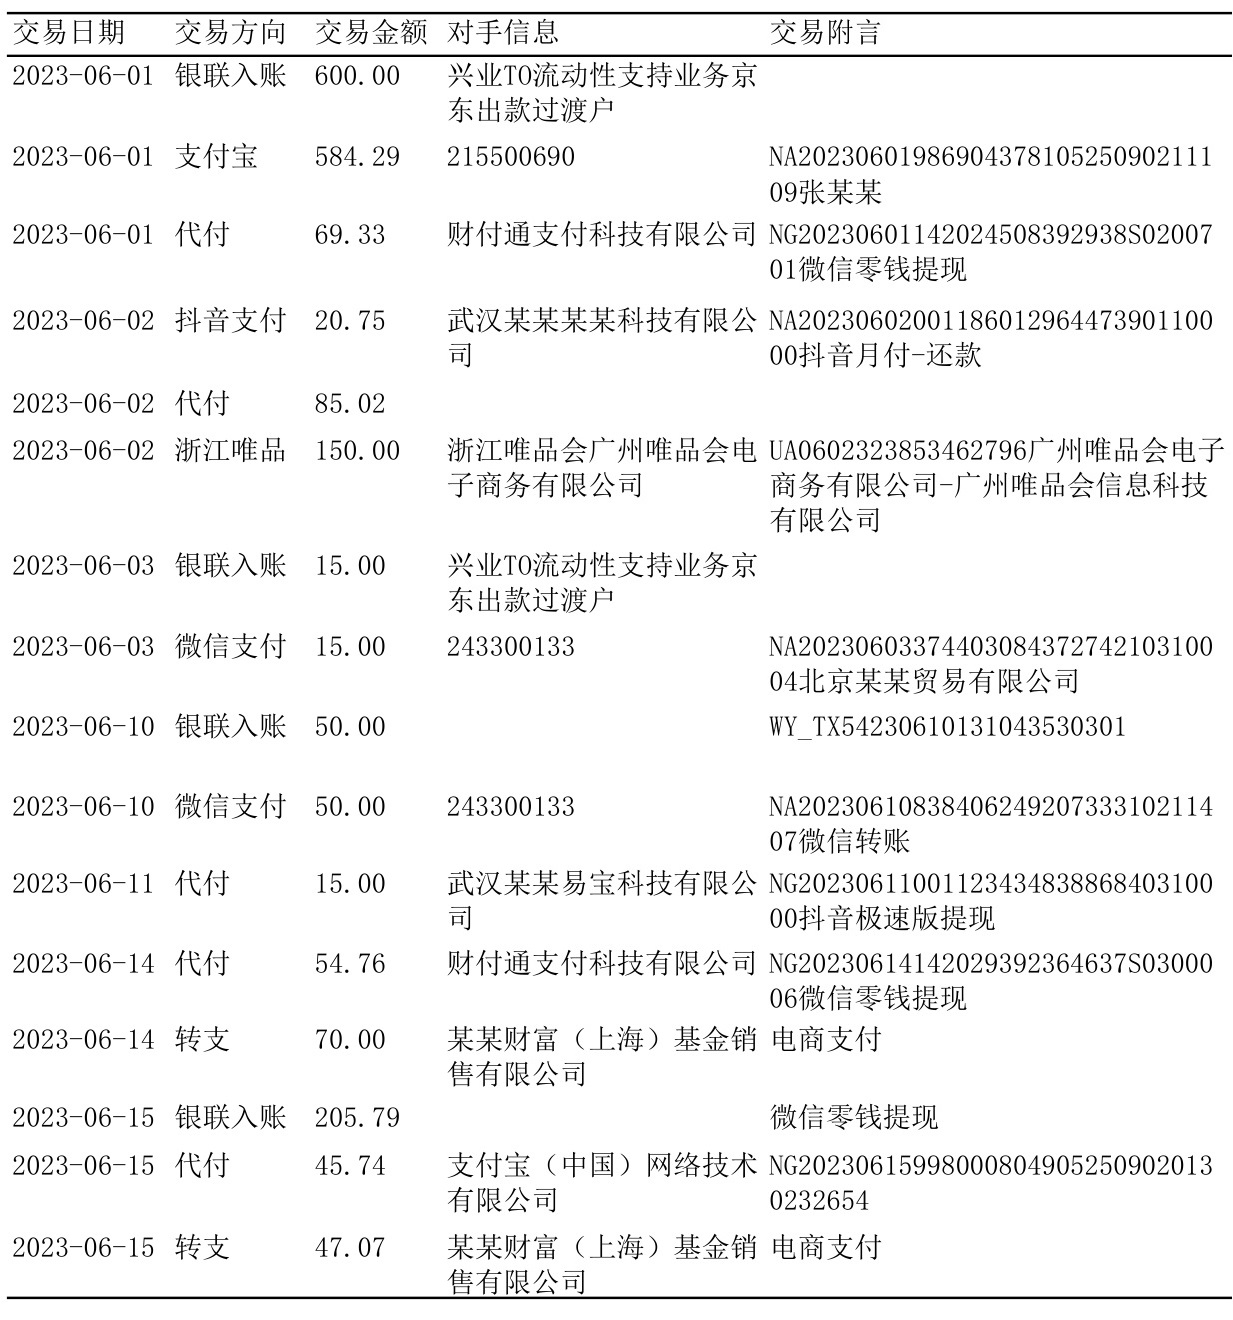 交易日期 交易方向 交易金额 对手信息 交易附言
2023-06-01 银联入账 600.00 兴业TO流动性支持业务京
东出款过渡户
2023-06-01 支付宝 584.29 215500690 NA20230601986904378105250902111
09张某某
2023-06-01 代付 69.33 财付通支付科技有限公司 NG20230601142024508392938S02007
01微信零钱提现
2023-06-02 抖音支付 20.75 武汉某某某某科技有限公 NA20230602001186012964473901100
司 00抖音月付-还款
2023-06-02 代付 85.02
2023-06-02 浙江唯品 150.00 浙江唯品会广州唯品会电 UA0602323853462796广州唯品会电子
子商务有限公司 商务有限公司-广州唯品会信息科技
有限公司
2023-06-03 银联入账 15.00 兴业TO流动性支持业务京
东出款过渡户
2023-06-03 微信支付 15.00 243300133 NA20230603374403084372742103100
04北京某某贸易有限公司
2023-06-10 银联入账 50.00 WY_TX54230610131043530301
2023-06-10 微信支付 50.00 243300133 NA20230610838406249207333102114
07微信转账
2023-06-11 代付 15.00 武汉某某易宝科技有限公 NG20230611001123434838868403100
司 00抖音极速版提现
2023-06-14 代付 54.76 财付通支付科技有限公司 NG20230614142029392364637S03000
06微信零钱提现
2023-06-14 转支 70.00 某某财富（上海）基金销 电商支付
售有限公司
2023-06-15 银联入账 205.79 微信零钱提现
2023-06-15 代付 45.74 支付宝（中国）网络技术 NG20230615998000804905250902013
有限公司 0232654
2023-06-15 转支 47.07 某某财富（上海）基金销 电商支付
售有限公司